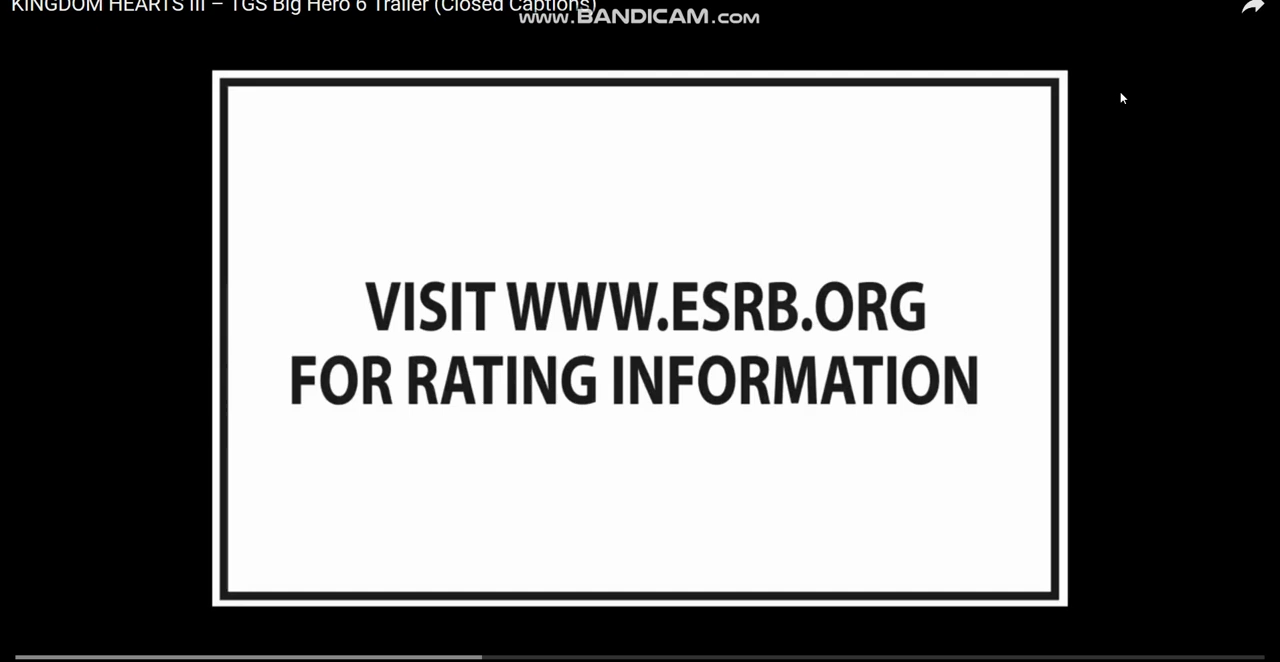 KINGDOM HEARTS III – TGS Big Hero 6 Trailer (Closed Captions)
www.BANDICAM.COM
VISIT WWW.ESRB.ORG
FOR RATING INFORMATION